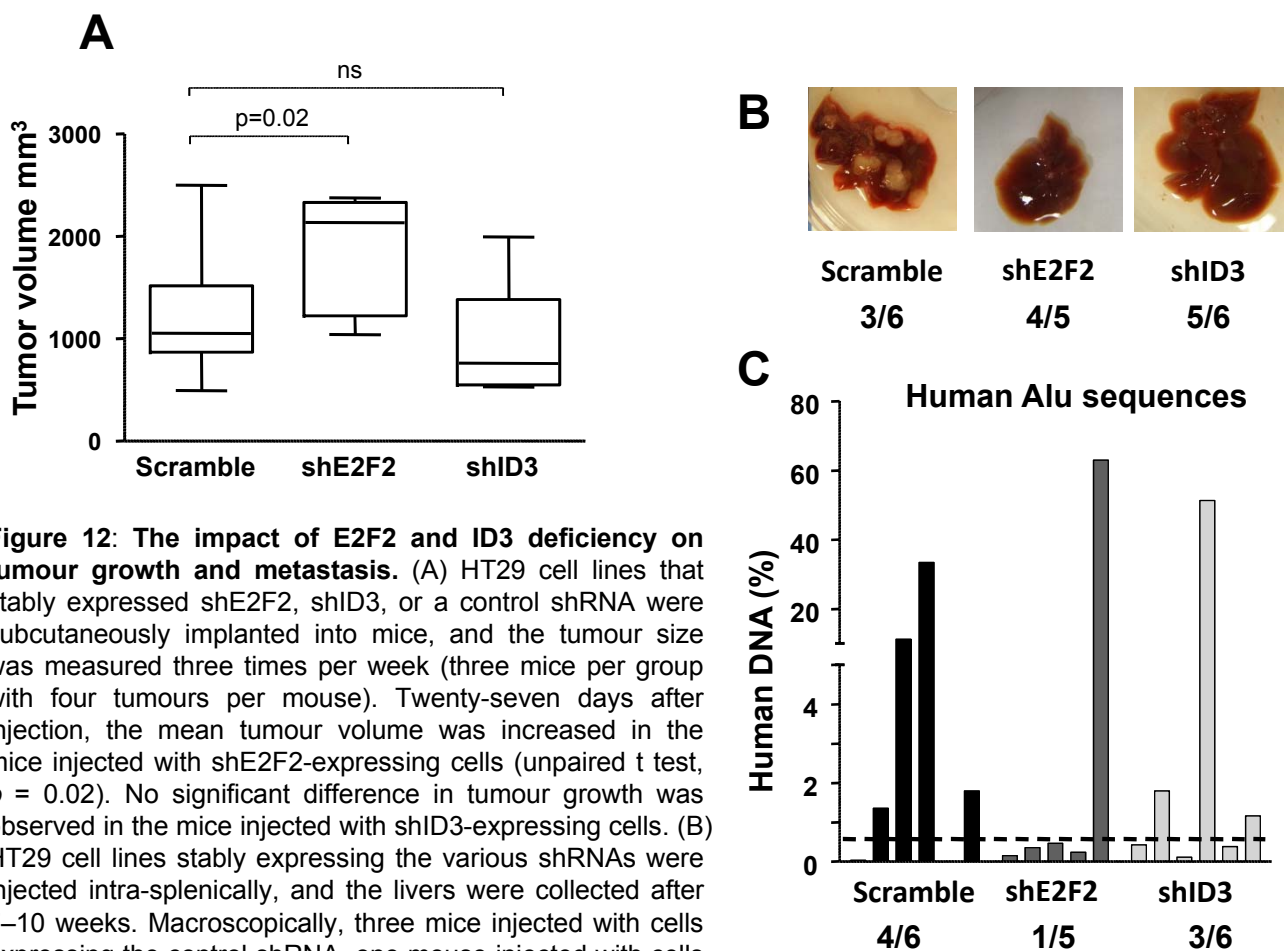 A
ns
p=0.02
Tumor volume mm³
3000
2000
1000
0
Scramble shE2F2 shID3
B
Scramble shE2F2 shID3
3/6 4/5 5/6
C
Human Alu sequences
Human DNA (%)
80
60
40
20
4
2
0
Scramble shE2F2 shID3
4/6 1/5 3/6
igure 12: The impact of E2F2 and ID3 deficiency on
umour growth and metastasis. (A) HT29 cell lines that
tably expressed shE2F2, shID3, or a control shRNA were
ubcutaneously implanted into mice, and the tumour size
was measured three times per week (three mice per group
with four tumours per mouse). Twenty-seven days after
njection, the mean tumour volume was increased in the
mice injected with shE2F2-expressing cells (unpaired t test,
p = 0.02). No significant difference in tumour growth was
observed in the mice injected with shID3-expressing cells. (B)
HT29 cell lines stably expressing the various shRNAs were
njected intra-splenically, and the livers were collected after
–10 weeks. Macroscopically, three mice injected with cells
expressing the control shRNA, one mouse injected with cells